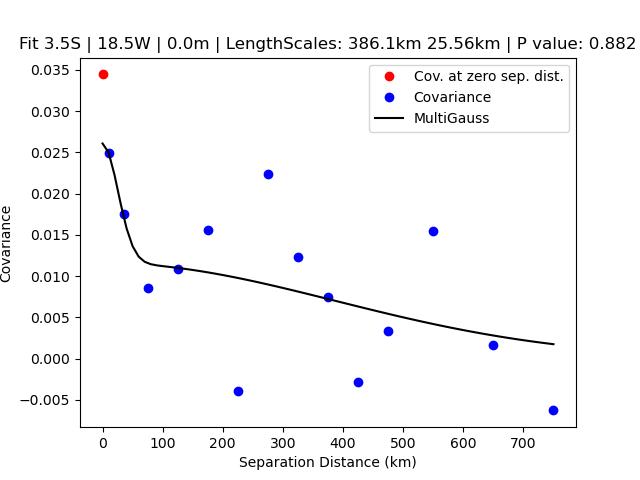 Fit 3.5S | 18.5W | 0.0m | LengthScales: 386.1km 25.56km | P value: 0.882
Cov. at zero sep. dist.
Covariance
MultiGauss
0.035
0.030
0.025
0.020
0.015
0.010
0.005
0.000
−0.005
Covariance
0 100 200 300 400 500 600 700
Separation Distance (km)